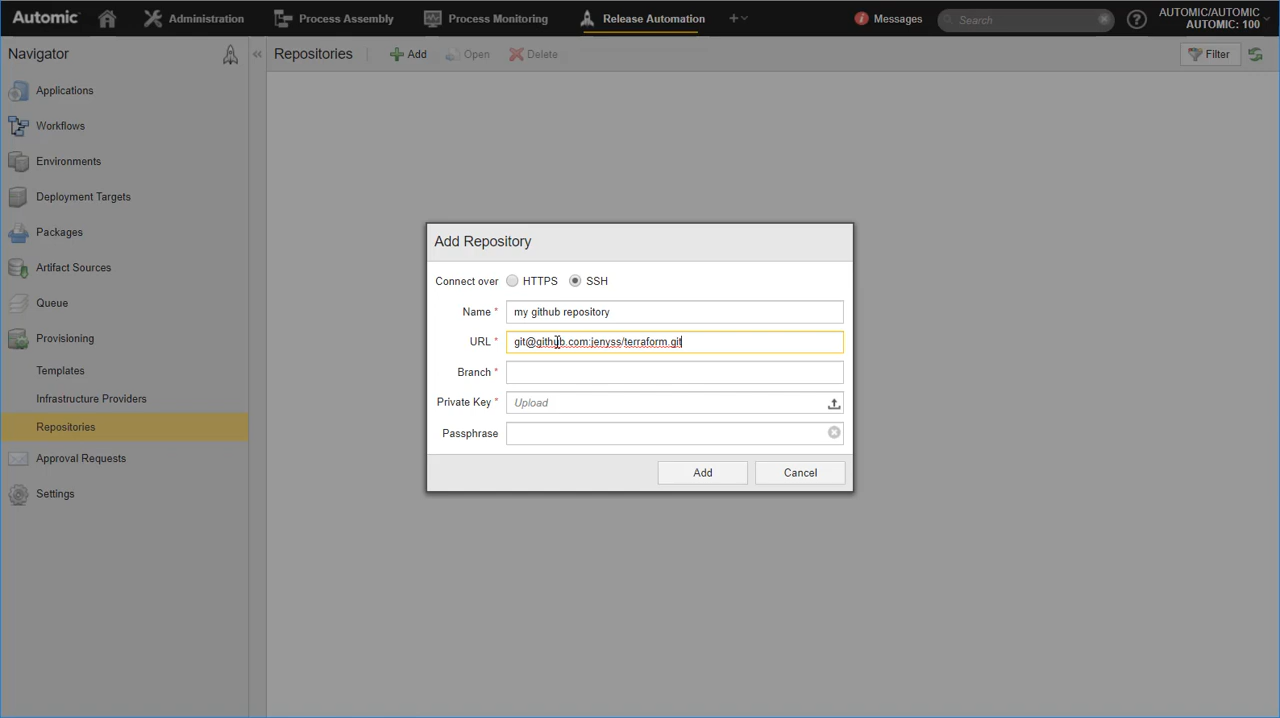 Automic
Administration
Process Assembly
Process Monitoring
Release Automation
Messages
Search
AUTOMIC/AUTOMIC
AUTOMIC: 100
Navigator
Repositories
Add
Open
Delete
Filter
Applications
Workflows
Environments
Deployment Targets
Packages
Artifact Sources
Queue
Provisioning
Templates
Infrastructure Providers
Repositories
Approval Requests
Settings
Add Repository
Connect over HTTPS SSH
Name * my github repository
URL * git@github.com:jenyss/terraform.git
Branch *
Private Key * Upload
Passphrase
Add Cancel